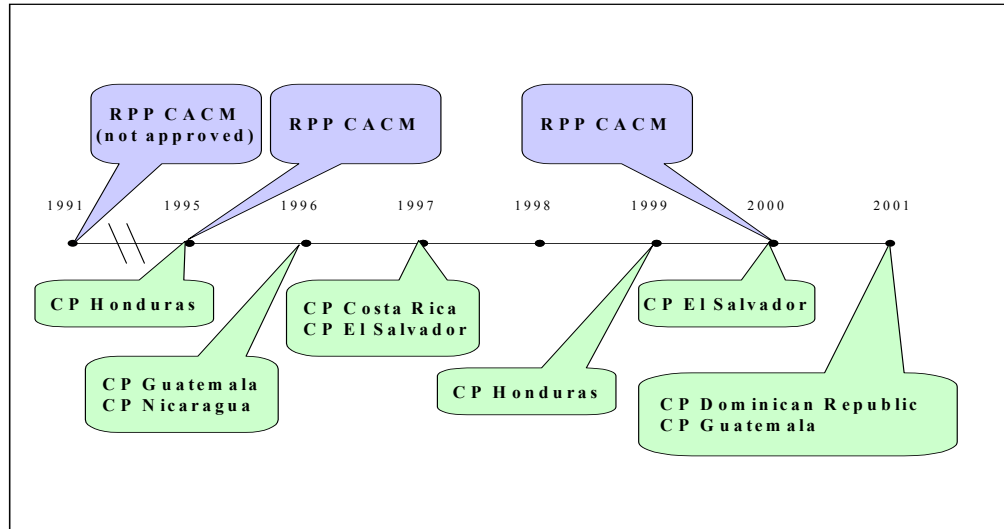 RPP CACM
(not approved)
RPP CACM
RPP CACM
1991
1995
1996
1997
1998
1999
2000
2001
CP Honduras
CP Costa Rica
CP El Salvador
CP El Salvador
CP Guatemala
CP Nicaragua
CP Honduras
CP Dominican Republic
CP Guatemala